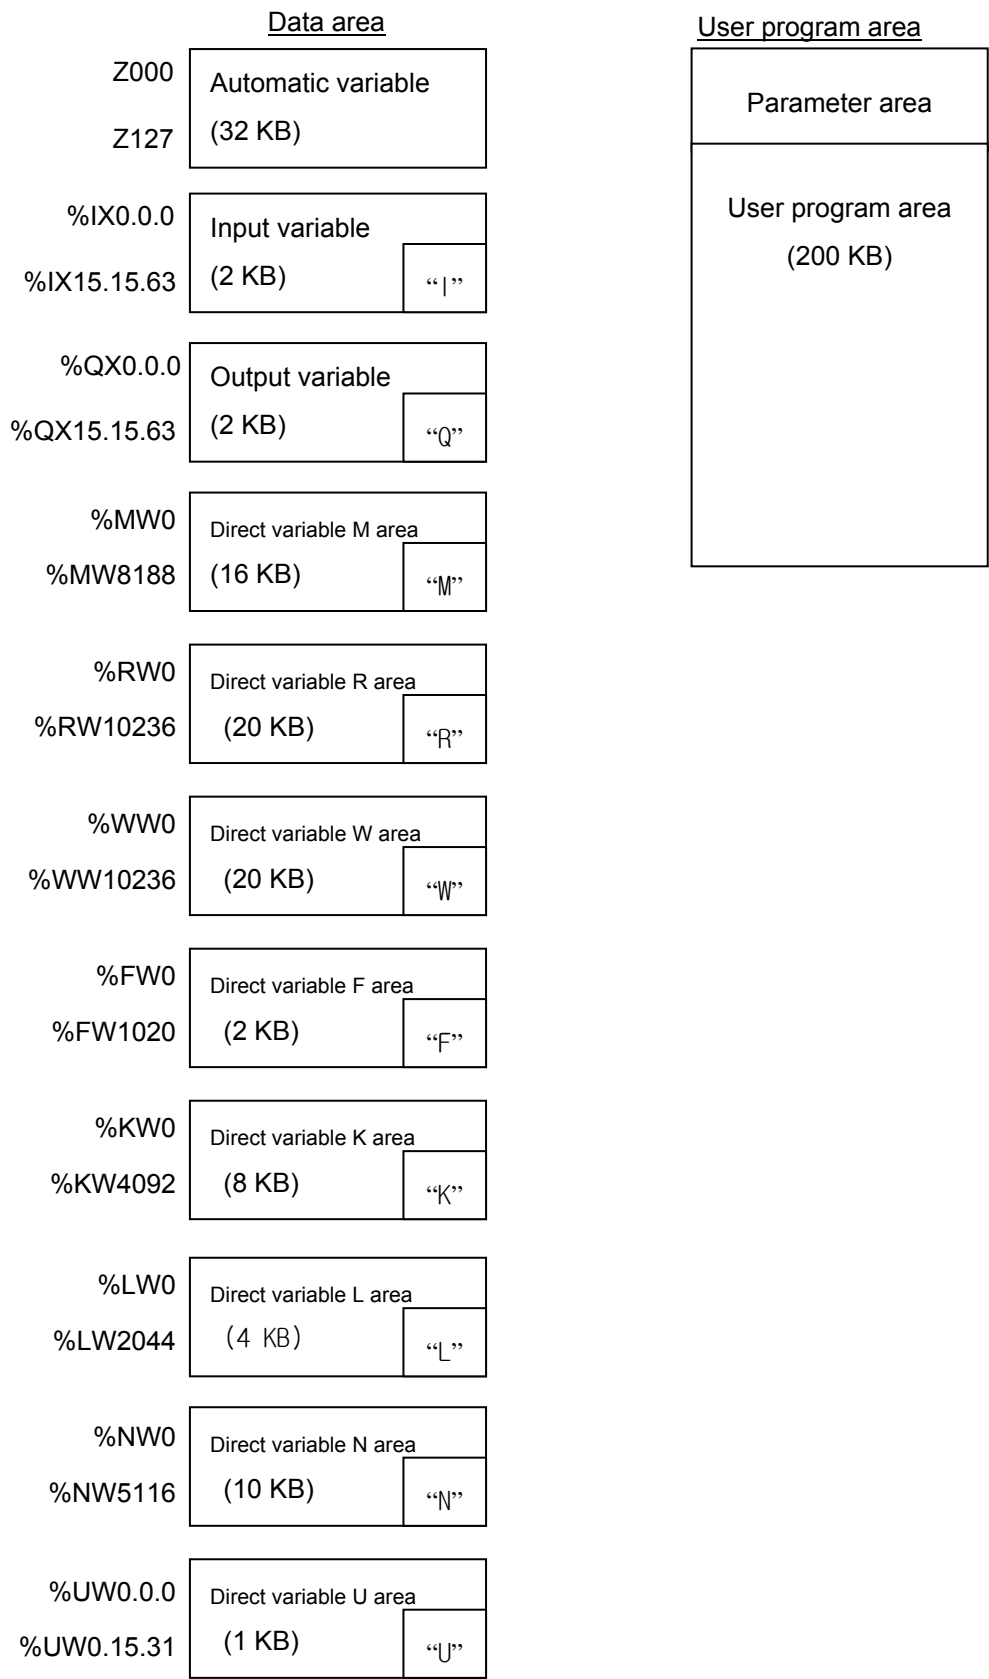 Data area
Z000
Automatic variable
(32 KB)
Z127
%IX0.0.0
Input variable
%IX15.15.63
(2 KB)
“I”
%QX0.0.0
Output variable
%QX15.15.63
(2 KB)
“Q”
%MW0
Direct variable M area
%MW8188
(16 KB)
“M”
%RW0
Direct variable R area
%RW10236
(20 KB)
“R”
%WW0
Direct variable W area
%WW10236
(20 KB)
“W”
%FW0
Direct variable F area
%FW1020
(2 KB)
“F”
%KW0
Direct variable K area
%KW4092
(8 KB)
“K”
%LW0
Direct variable L area
%LW2044
(4 KB)
“L”
%NW0
Direct variable N area
%NW5116
(10 KB)
“N”
%UW0.0.0
Direct variable U area
%UW0.15.31
(1 KB)
“U”
User program area
Parameter area
User program area
(200 KB)